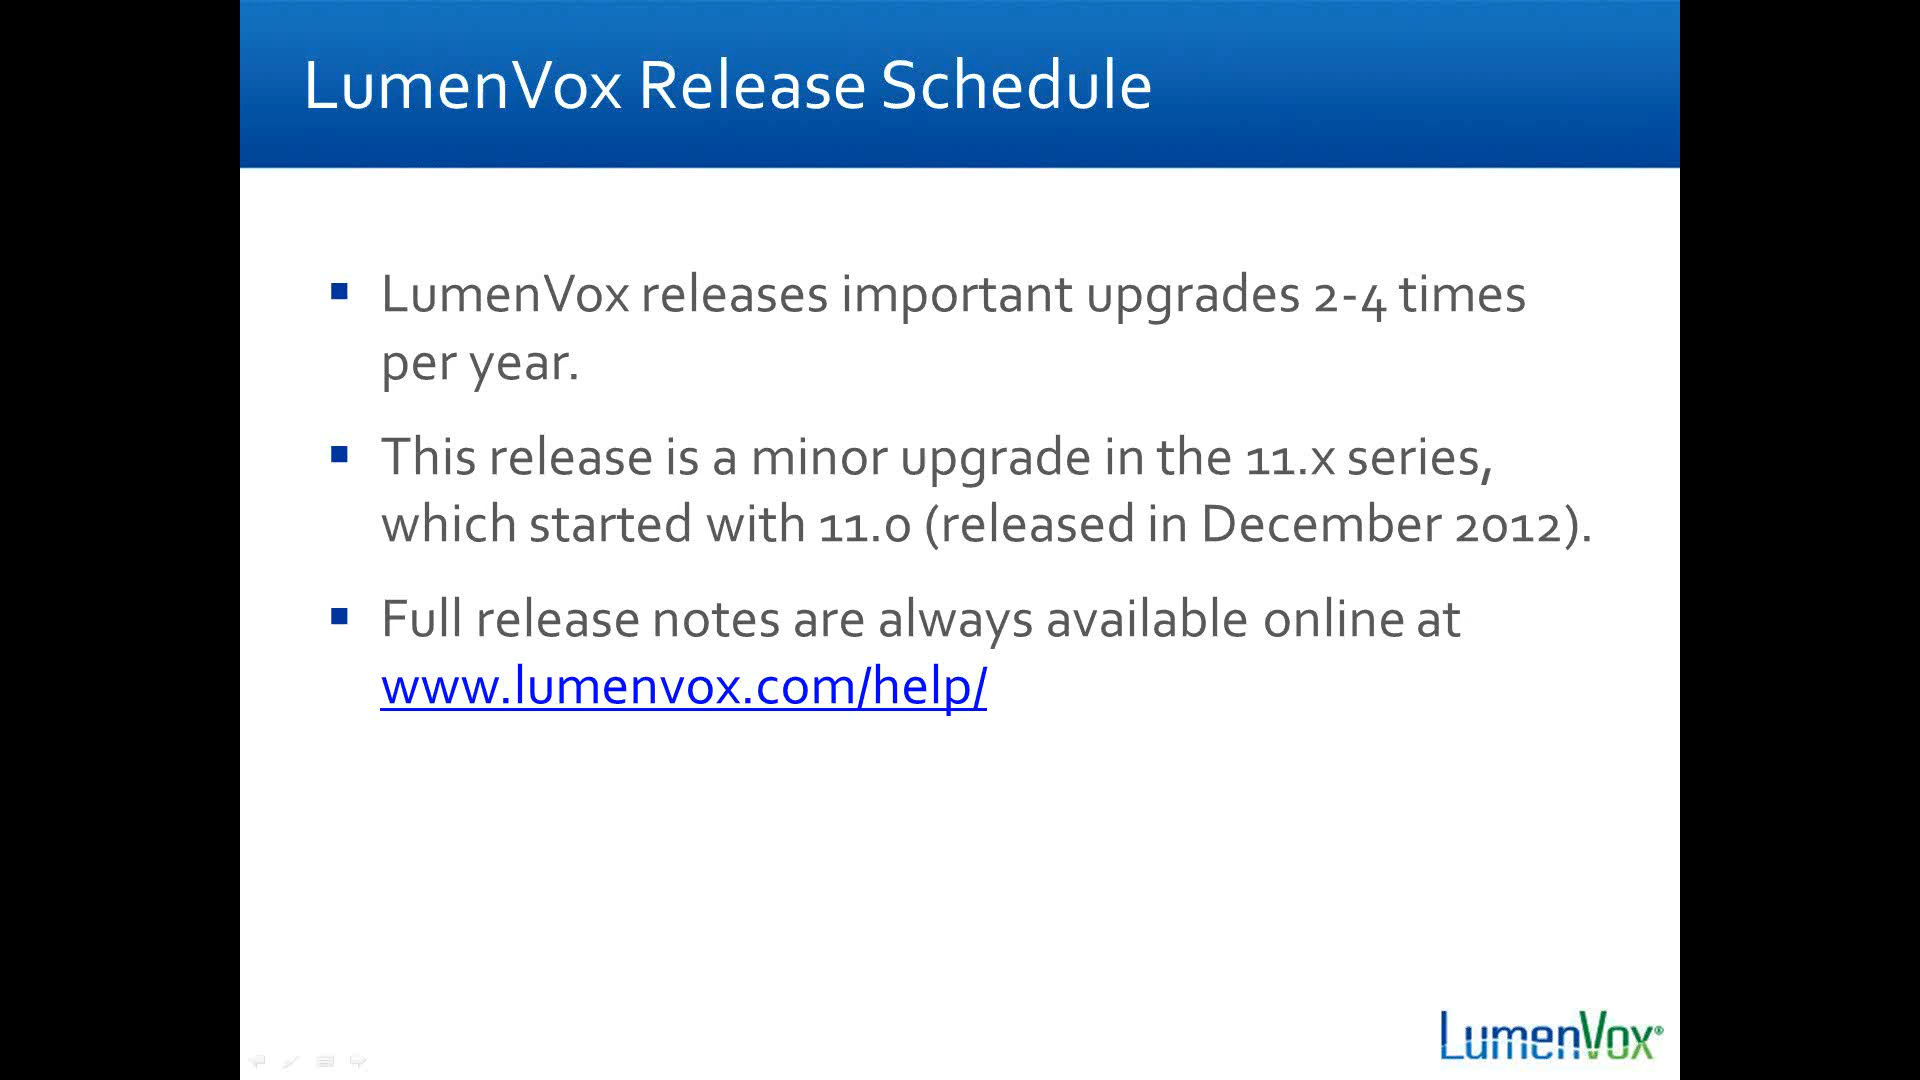 LumenVox Release Schedule
LumenVox releases important upgrades 2-4 times
per year.
This release is a minor upgrade in the 11.x series,
which started with 11.0 (released in December 2012).
Full release notes are always available online at
www.lumenvox.com/help/
LumenVox®